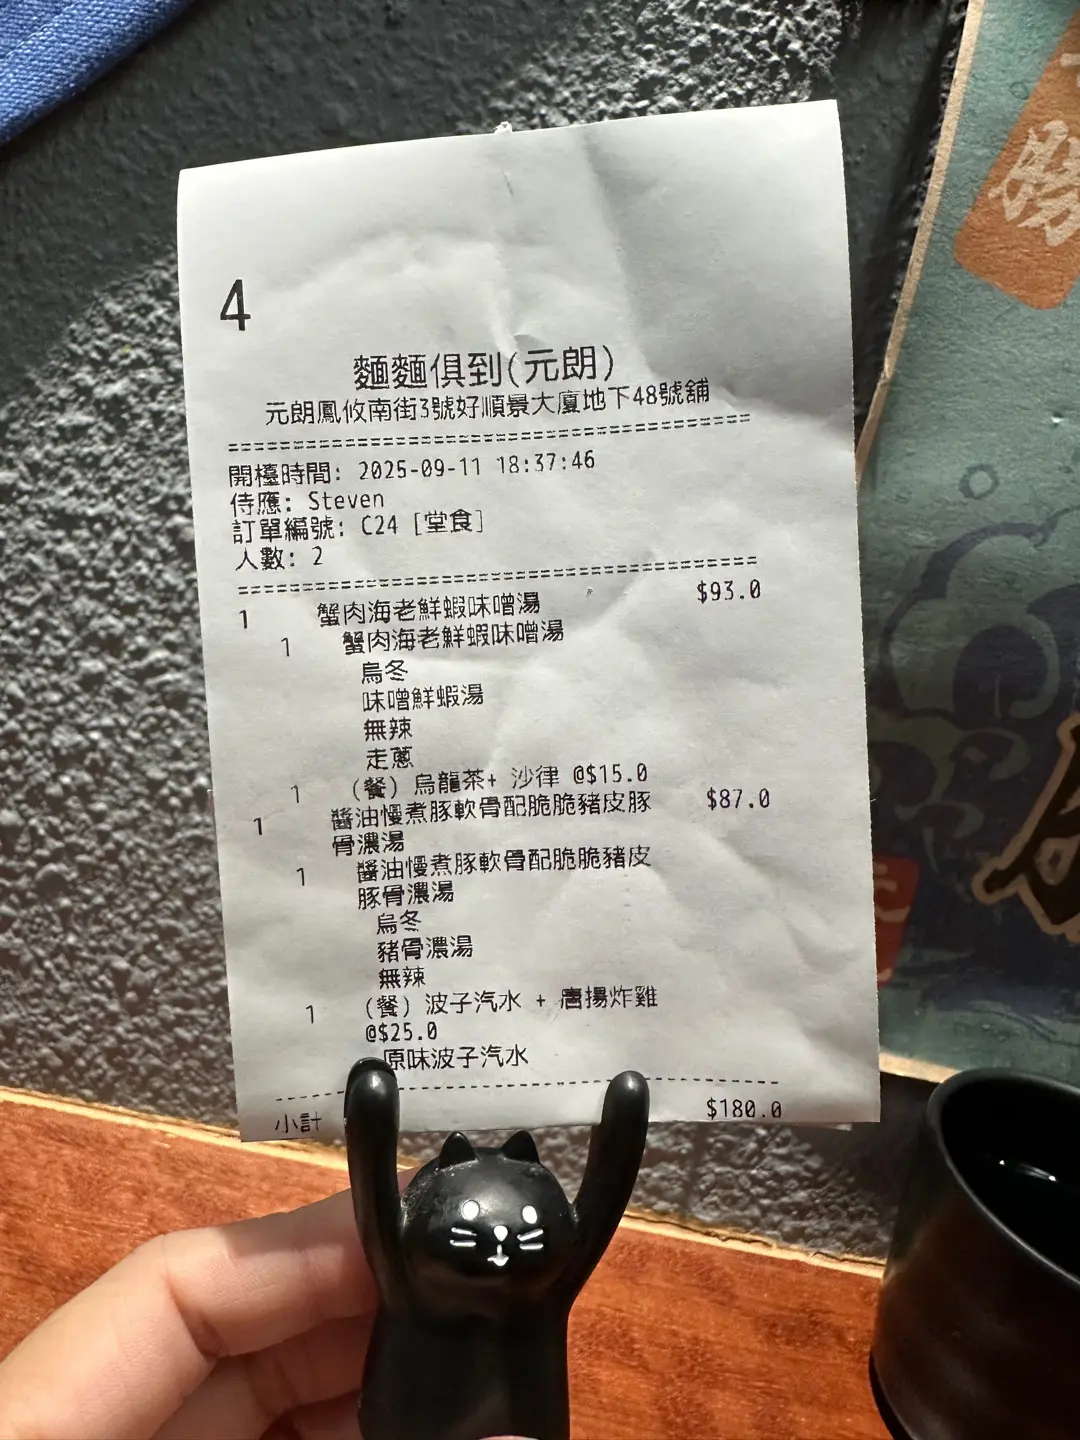 4
麵麵俱到(元朗)
元朗鳳攸南街3號好順景大廈地下48號舖
開檯時間: 2025-09-11 18:37:46
侍應: Steven
訂單編號: C24 [堂食]
人數: 2
1 蟹肉海老鮮蝦味噌湯 $93.0
1 蟹肉海老鮮蝦味噌湯
烏冬
味噌鮮蝦湯
無辣
走蔥
1 (餐) 烏龍茶+ 沙律 @$15.0
1 醬油慢煮豚軟骨配脆脆豬皮豚 $87.0
骨濃湯
1 醬油慢煮豚軟骨配脆脆豬皮
豚骨濃湯
烏冬
豬骨濃湯
無辣
1 (餐) 波子汽水 + 唐揚炸雞
@$25.0
原味波子汽水
小計 $180.0
勝